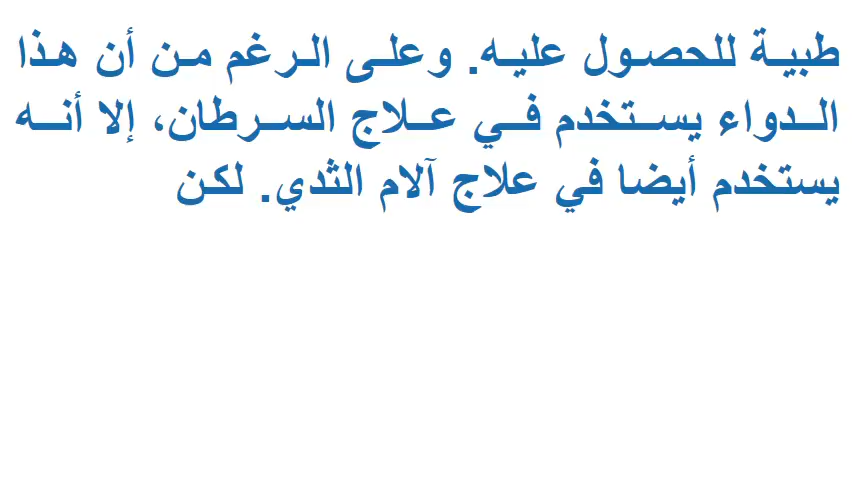 طبية للحصول عليه. وعلى الرغم من أن هذا
الدواء يستخدم في علاج السرطان، إلا أنه
يستخدم أيضا في علاج آلام الثدي. لكن